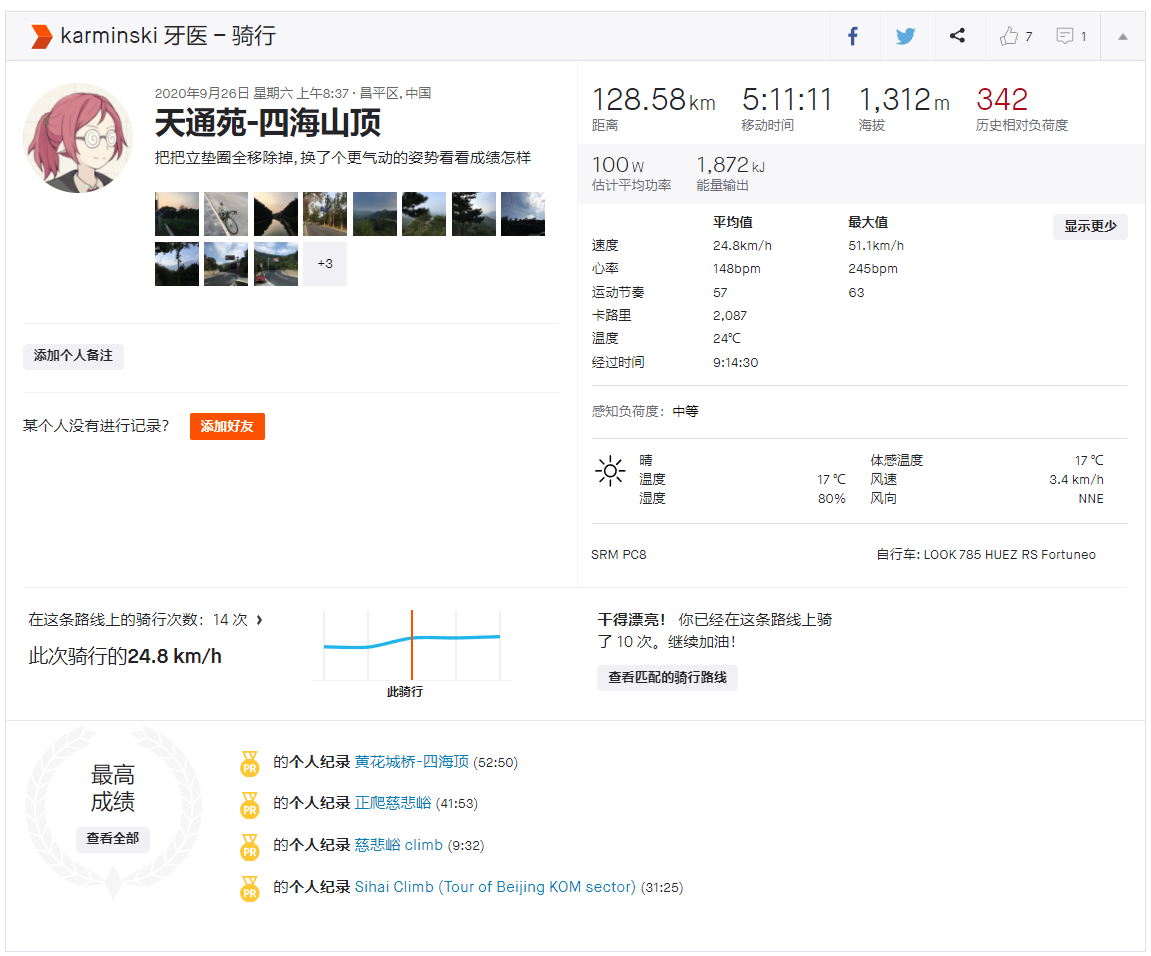 karminski 牙医 – 骑行
7
1
2020年9月26日 星期六 上午8:37 · 昌平区, 中国
天通苑-四海山顶
把把立垫圈全移除掉, 换了个更气动的姿势看看成绩怎样
+3
添加个人备注
某个人没有进行记录?
添加好友
128.58km 5:11:11 1,312m 342
距离 移动时间 海拔 历史相对负荷度
100W 1,872kJ
估计平均功率 能量输出
平均值 最大值 显示更少
速度 24.8km/h 51.1km/h
心率 148bpm 245bpm
运动节奏 57 63
卡路里 2,087
温度 24℃
经过时间 9:14:30
感知负荷度: 中等
晴 体感温度 17 ℃
温度 17 ℃ 风速 3.4 km/h
湿度 80% 风向 NNE
SRM PC8 自行车: LOOK 785 HUEZ RS Fortuneo
在这条路线上的骑行次数: 14 次 ›
此次骑行的24.8 km/h
此骑行
干得漂亮! 你已经在这条路线上骑
了 10 次。继续加油!
查看匹配的骑行路线
最高
成绩
查看全部
PR 的个人纪录 黄花城桥-四海顶 (52:50)
PR 的个人纪录 正爬慈悲峪 (41:53)
PR 的个人纪录 慈悲峪 climb (9:32)
PR 的个人纪录 Sihai Climb (Tour of Beijing KOM sector) (31:25)